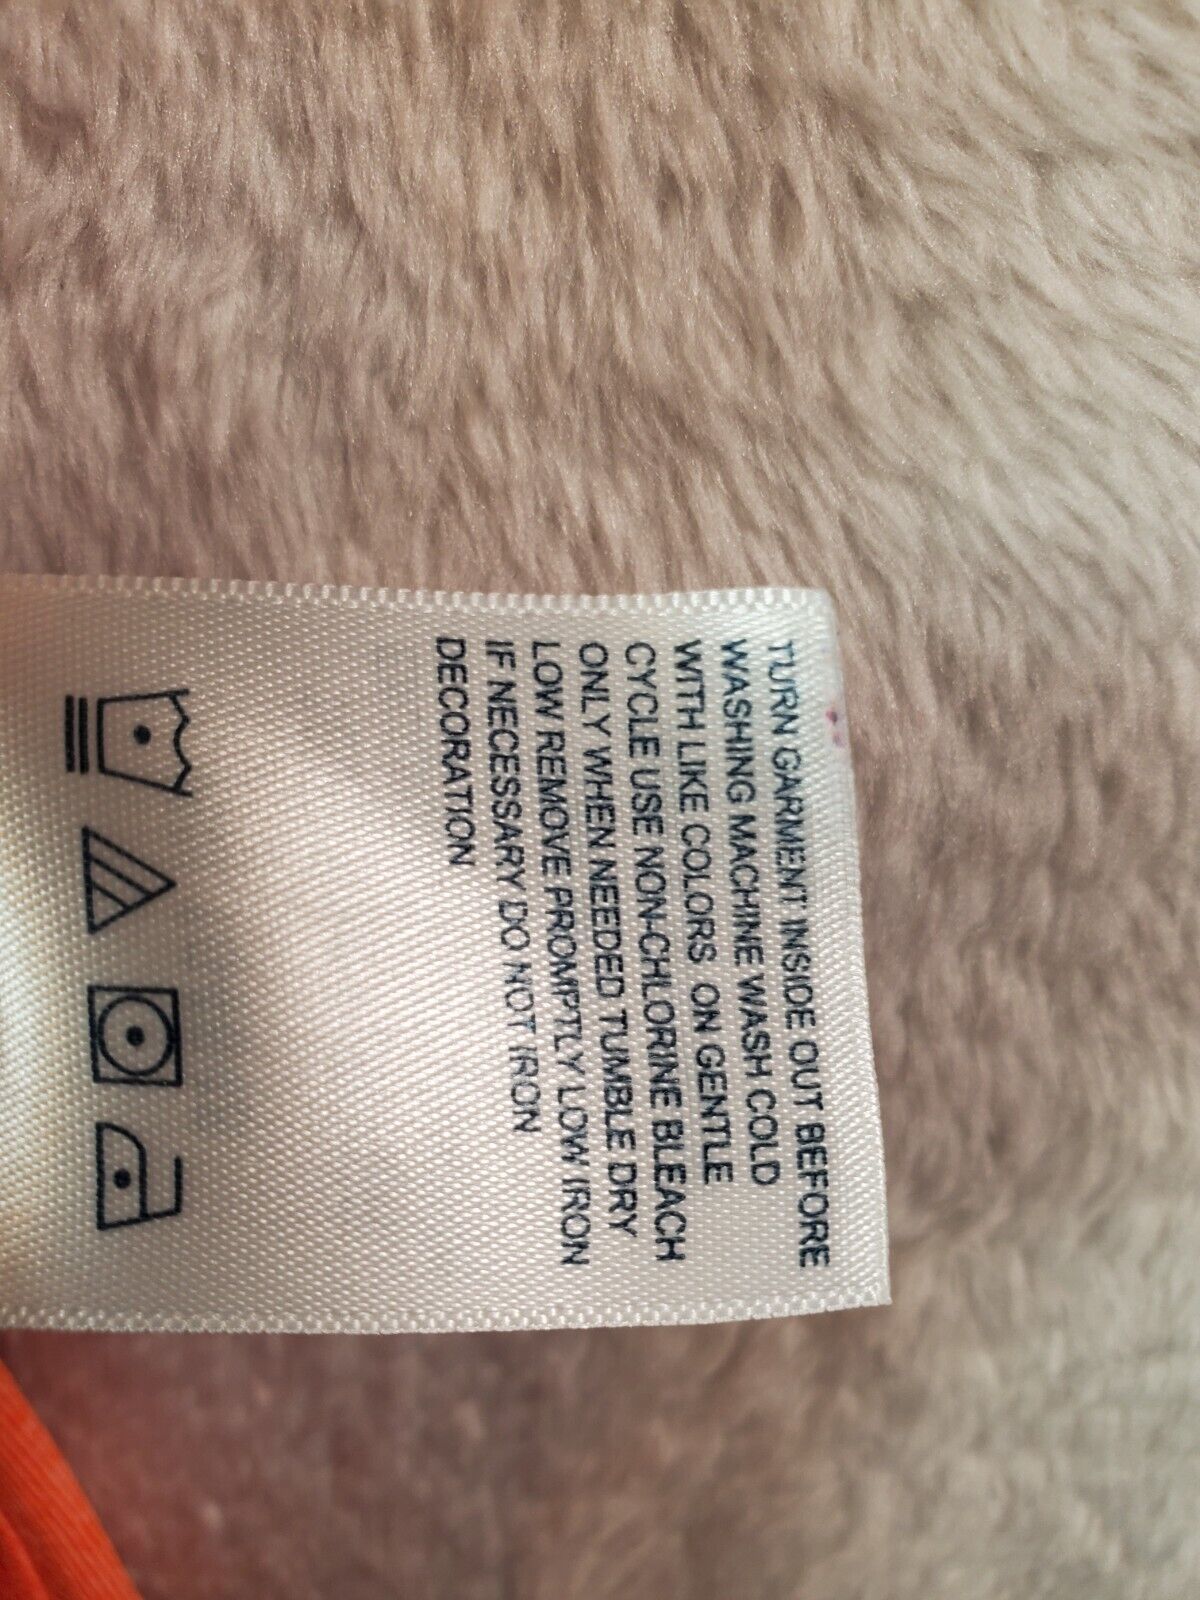 TURN GARMENT INSIDE OUT BEFORE
WASHING MACHINE WASH COLD
WITH LIKE COLORS ON GENTLE
CYCLE USE NON-CHLORINE BLEACH
ONLY WHEN NEEDED TUMBLE DRY
LOW REMOVE PROMPTLY LOW IRON
IF NECESSARY DO NOT IRON
DECORATION